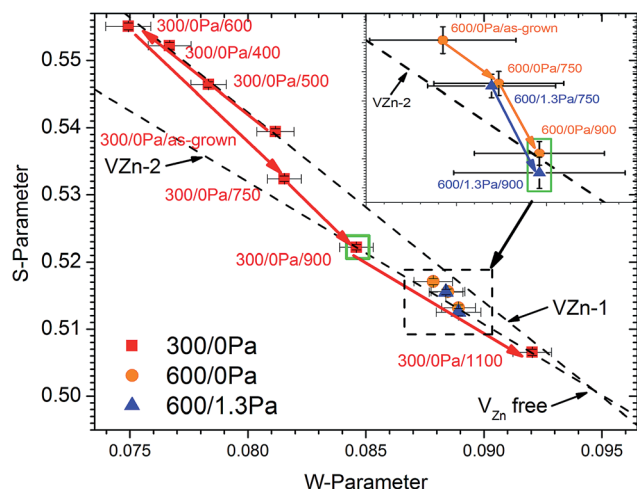 0.555
300/0Pa/600
300/0Pa/400
300/0Pa/500
300/0Pa/as-grown
300/0Pa/750
300/0Pa/900
300/0Pa/1100
VZn-2
VZn-1
V_Zn free
600/0Pa/as-grown
600/0Pa/750
600/1.3Pa/750
600/0Pa/900
600/1.3Pa/900
VZn-2
300/0Pa
600/0Pa
600/1.3Pa
S-Parameter
0.55
0.54
0.53
0.52
0.51
0.50
0.075
0.080
0.085
0.090
0.095
W-Parameter